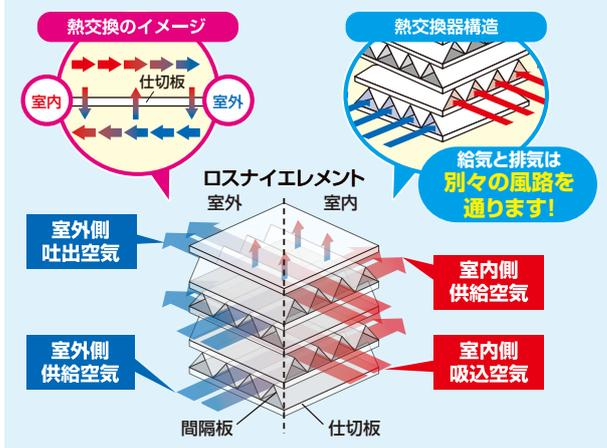 熱交換のイメージ
仕切板
室内
室外
熱交換器構造
給気と排気は
別々の風路を
通ります!
ロスナイエレメント
室外
室内
室外側
吐出空気
室内側
供給空気
室外側
供給空気
室内側
吸込空気
間隔板
仕切板